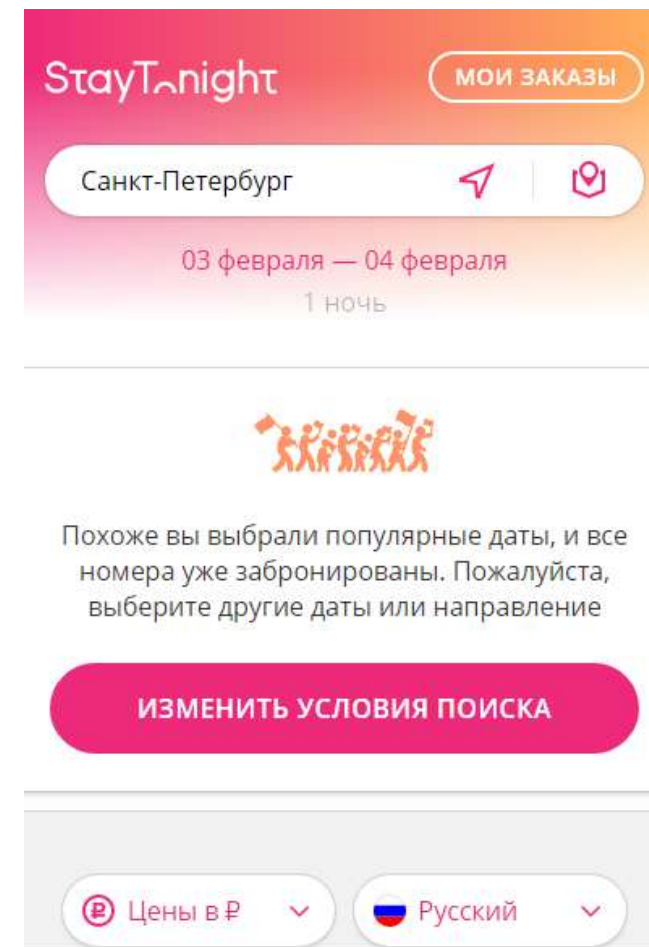 StayTonight
МОИ ЗАКАЗЫ
Санкт-Петербург
03 февраля — 04 февраля
1 ночь
Похоже вы выбрали популярные даты, и все
номера уже забронированы. Пожалуйста,
выберите другие даты или направление
ИЗМЕНИТЬ УСЛОВИЯ ПОИСКА
Цены в ₽
Русский